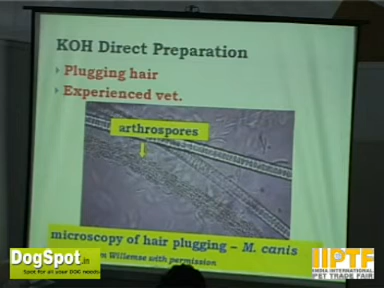 KOH Direct Preparation
Plugging hair
Experienced vet.
arthrospores
microscopy of hair plugging – M. canis
Willemse with permission
DogSpot.in
Spot for all your DOG needs
IIPTF
INDIA INTERNATIONAL
PET TRADE FAIR